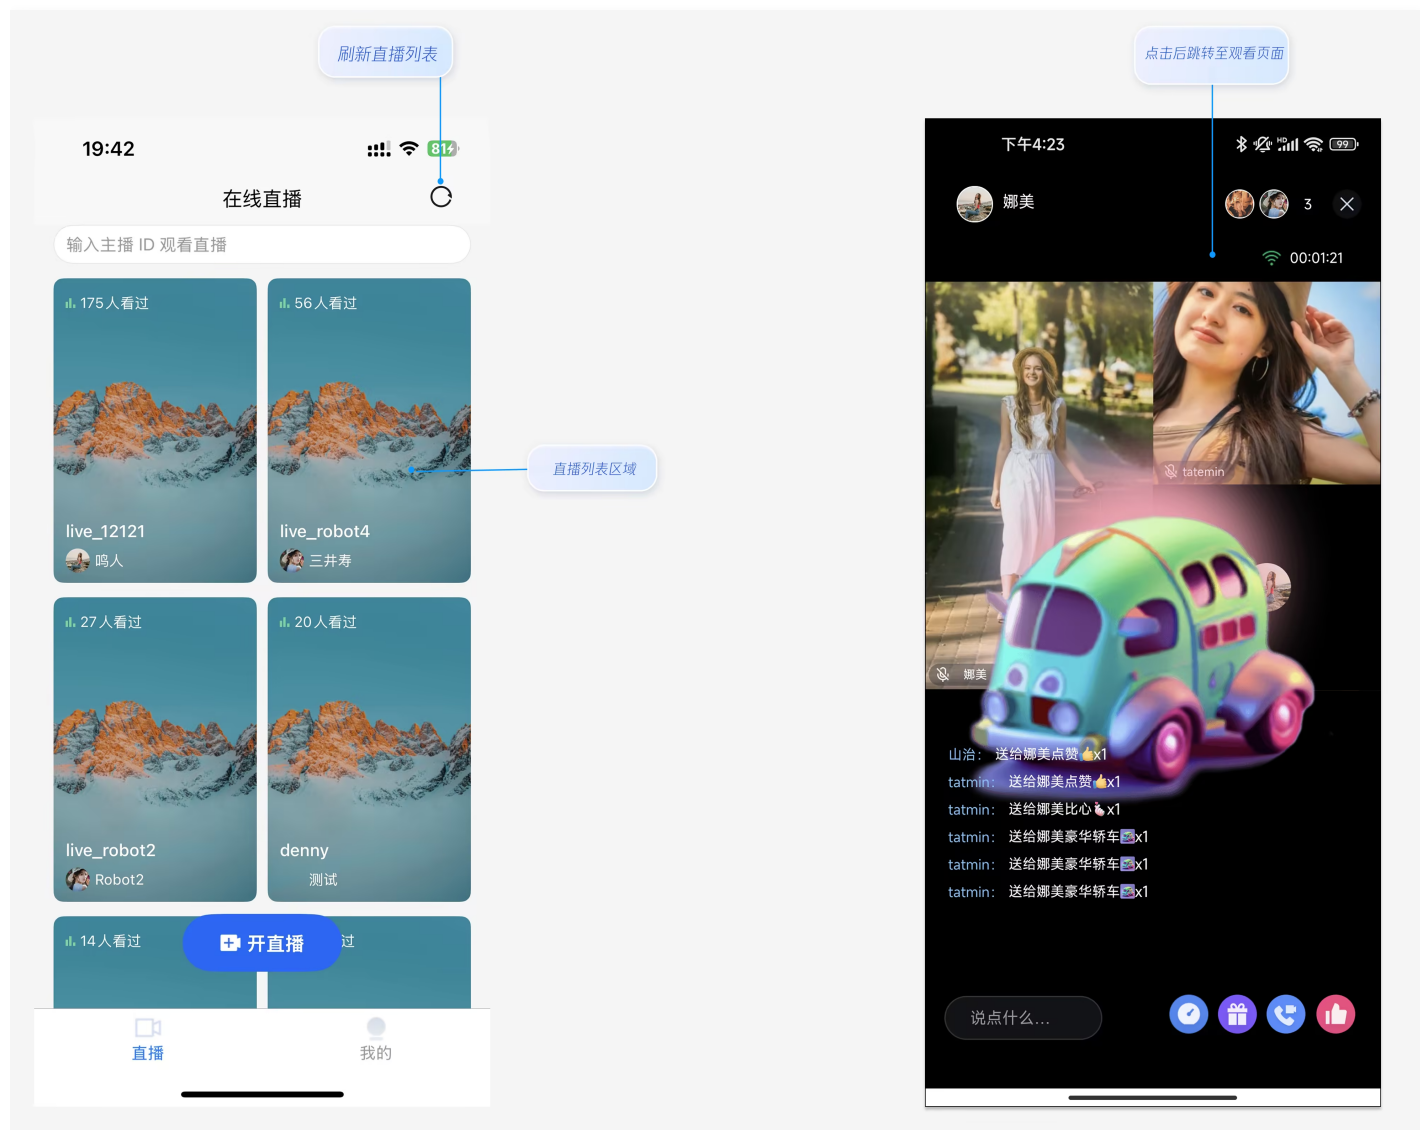 刷新直播列表
点击后跳转至观看页面
19:42
81
在线直播
输入主播 ID 观看直播
175人看过
56人看过
live_12121
鸣人
live_robot4
三井寿
直播列表区域
27人看过
20人看过
live_robot2
Robot2
denny
测试
14人看过
过
开直播
直播
我的
下午4:23
HD
99
娜美
3
00:01:21
tatemin
娜美
山治： 送给娜美点赞👍x1
tatmin： 送给娜美点赞👍x1
tatmin： 送给娜美比心x1
tatmin： 送给娜美豪华轿车x1
tatmin： 送给娜美豪华轿车x1
tatmin： 送给娜美豪华轿车x1
说点什么...